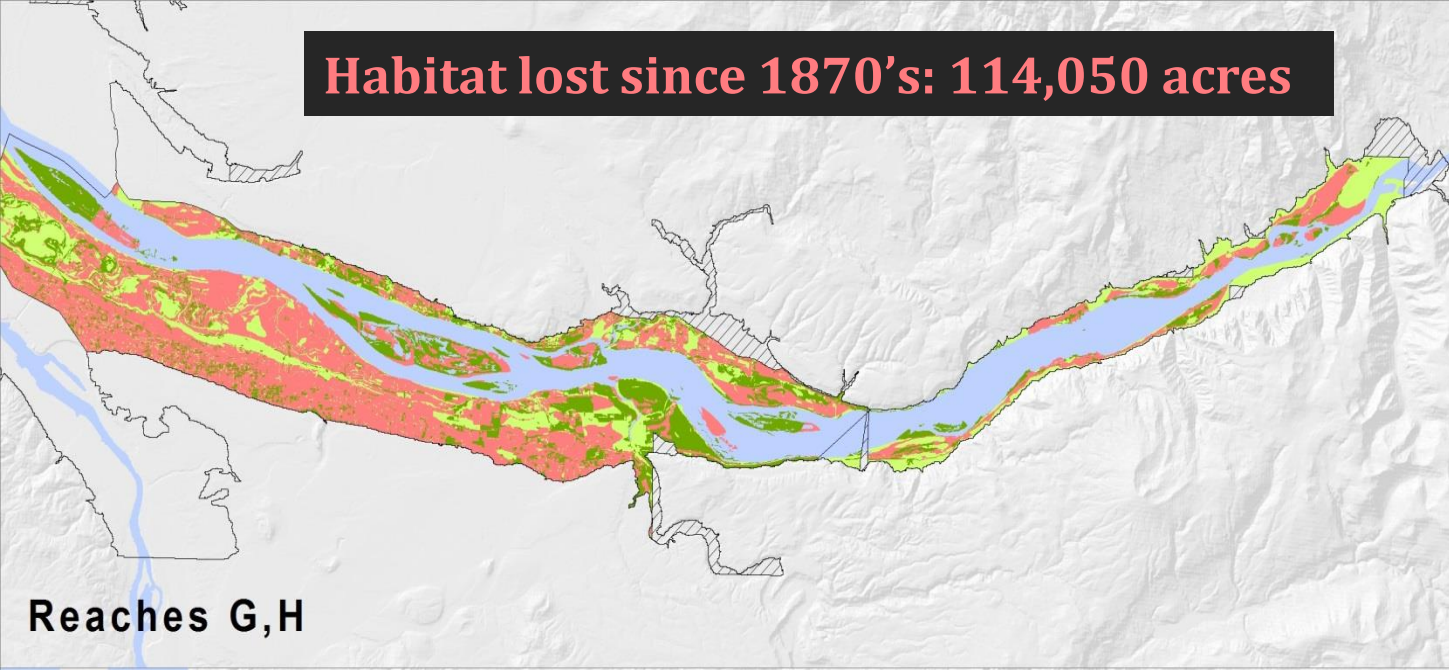 Habitat lost since 1870’s: 114,050 acres
Reaches G,H